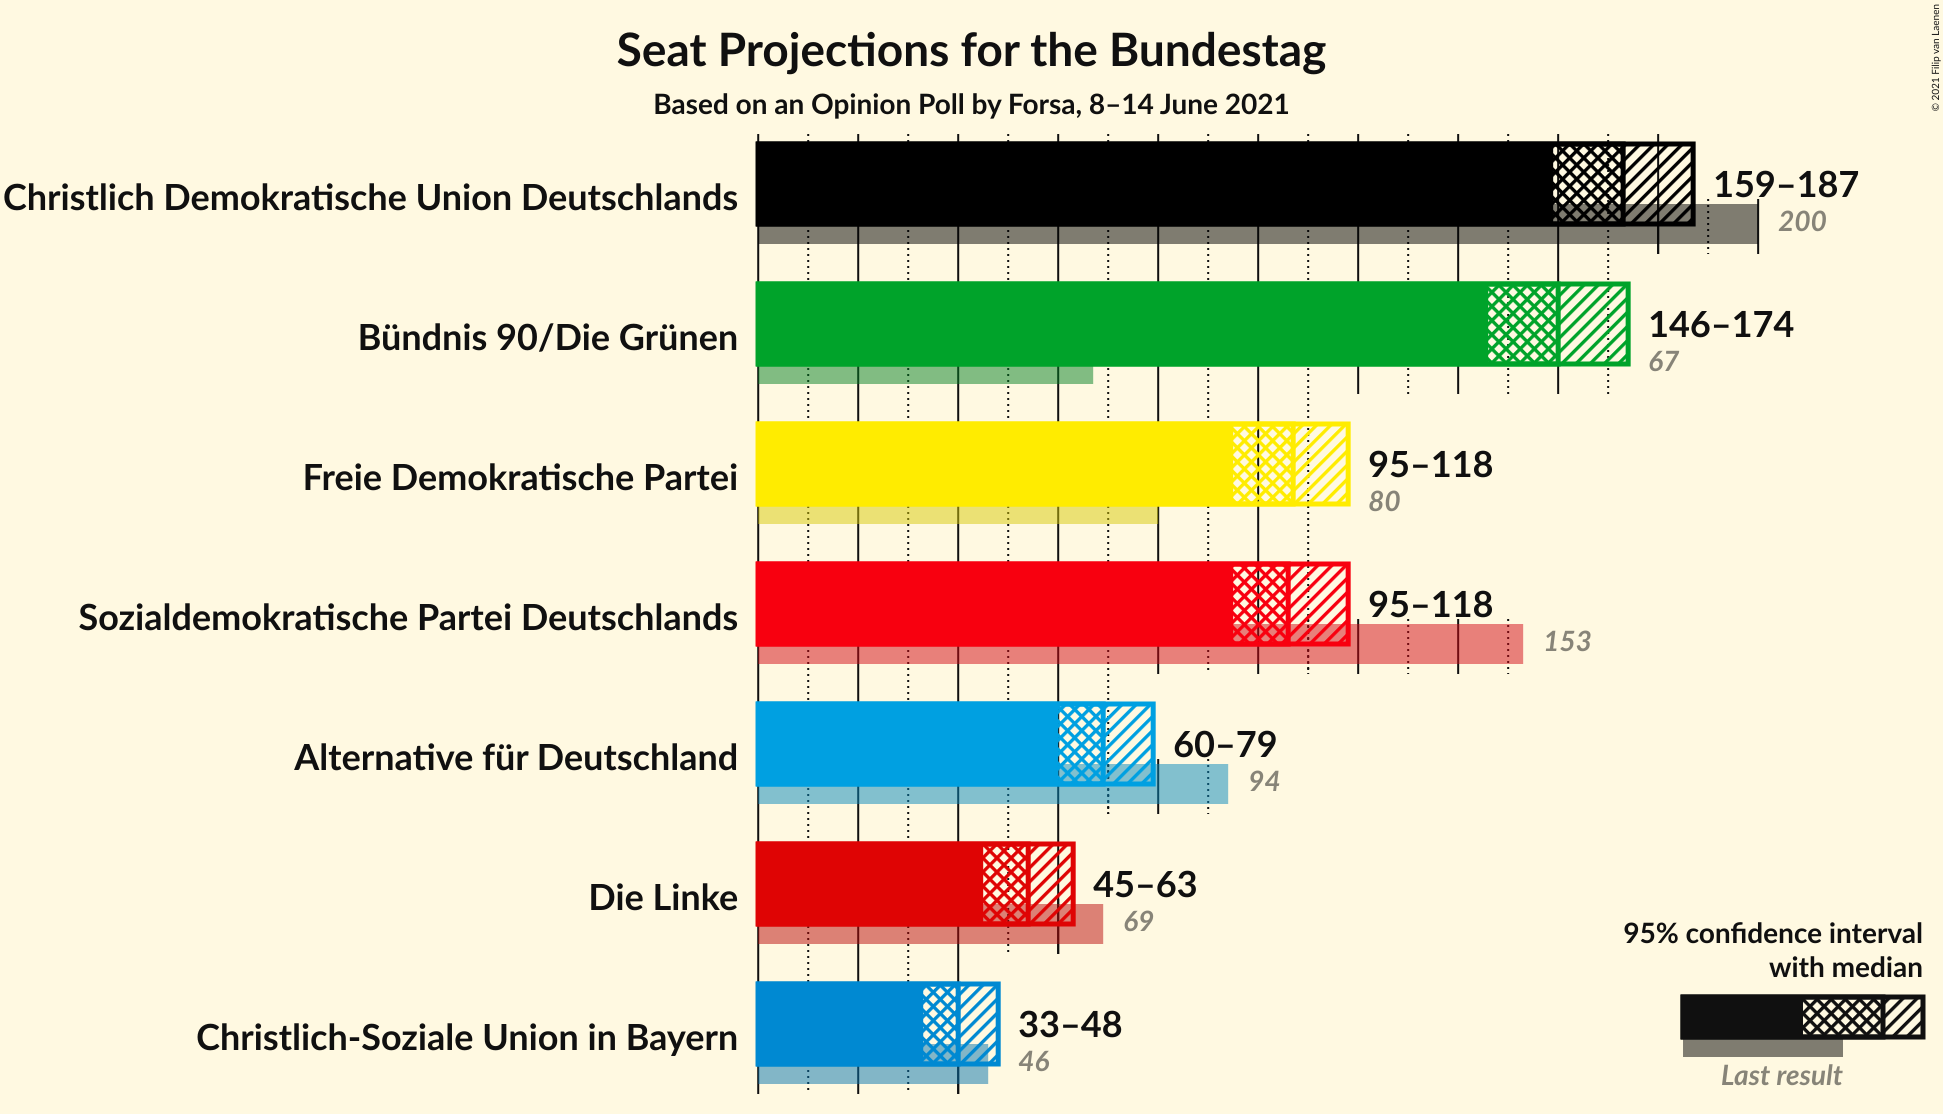 Seat Projections for the Bundestag
Based on an Opinion Poll by Forsa, 8–14 June 2021
© 2021 Filip van Laenen
Christlich Demokratische Union Deutschlands
159–187
200
Bündnis 90/Die Grünen
146–174
67
Freie Demokratische Partei
95–118
80
Sozialdemokratische Partei Deutschlands
95–118
153
Alternative für Deutschland
60–79
94
Die Linke
45–63
69
Christlich-Soziale Union in Bayern
33–48
46
95% confidence interval
with median
Last result